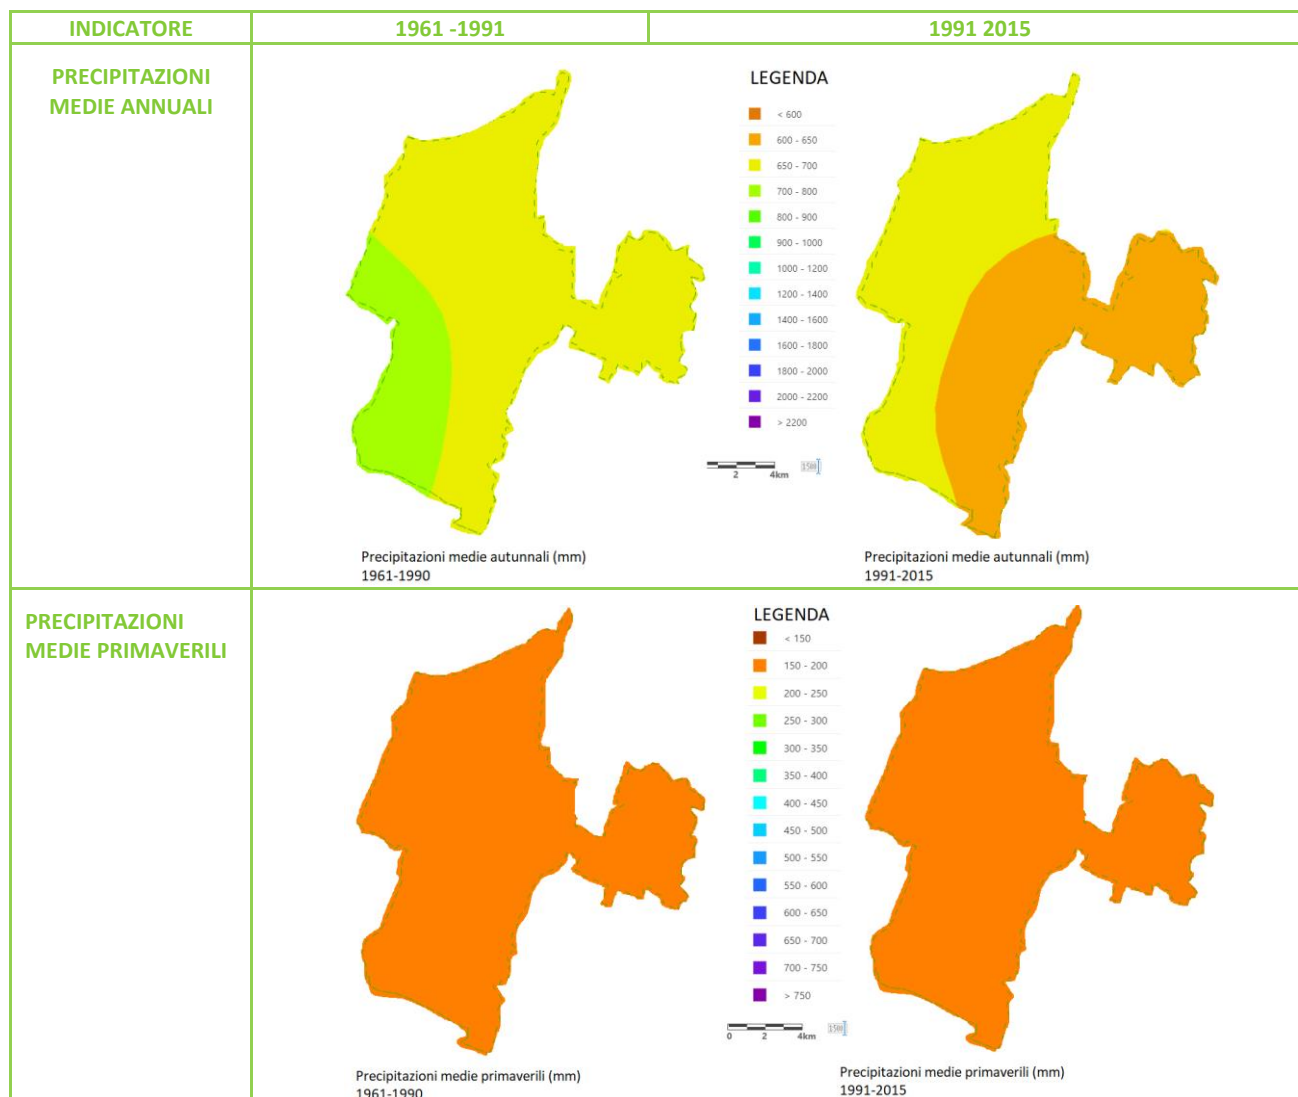 INDICATORE
1961 -1991
1991 2015
PRECIPITAZIONI
MEDIE ANNUALI
LEGENDA
< 600
600 - 650
650 - 700
700 - 800
800 - 900
900 - 1000
1000 - 1200
1200 - 1400
1400 - 1600
1600 - 1800
1800 - 2000
2000 - 2200
> 2200
2 4km
Precipitazioni medie autunnali (mm)
1961-1990
Precipitazioni medie autunnali (mm)
1991-2015
PRECIPITAZIONI
MEDIE PRIMAVERILI
LEGENDA
< 150
150 - 200
200 - 250
250 - 300
300 - 350
350 - 400
400 - 450
450 - 500
500 - 550
550 - 600
600 - 650
650 - 700
700 - 750
> 750
0 2 4km
Precipitazioni medie primaverili (mm)
1961-1990
Precipitazioni medie primaverili (mm)
1991-2015